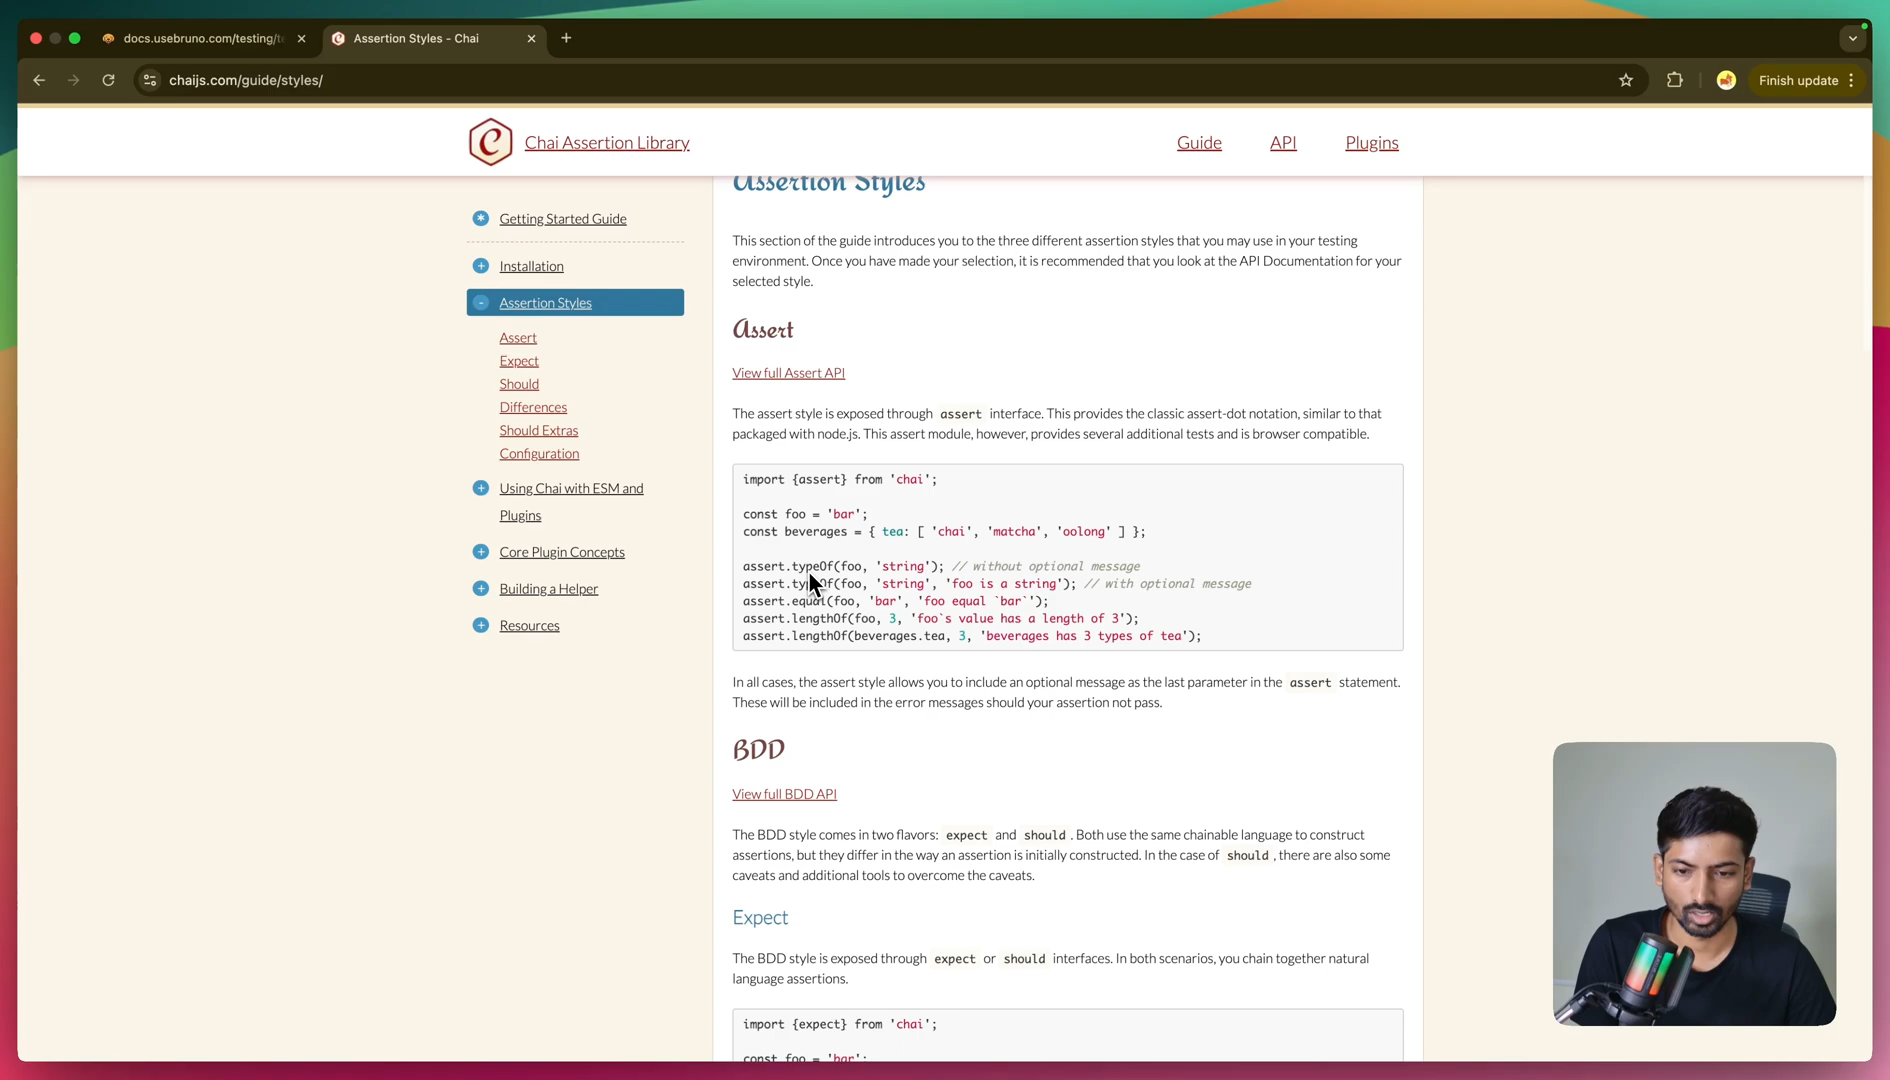 docs.usebruno.com/testing/te
Assertion Styles - Chai
chaijs.com/guide/styles/
Finish update
Chai Assertion Library
Guide
API
Plugins
Getting Started Guide
Installation
Assertion Styles
Assert
Expect
Should
Differences
Should Extras
Configuration
Using Chai with ESM and
Plugins
Core Plugin Concepts
Building a Helper
Resources
Assertion Styles
This section of the guide introduces you to the three different assertion styles that you may use in your testing
environment. Once you have made your selection, it is recommended that you look at the API Documentation for your
selected style.
Assert
View full Assert API
The assert style is exposed through assert interface. This provides the classic assert-dot notation, similar to that
packaged with node.js. This assert module, however, provides several additional tests and is browser compatible.
import {assert} from 'chai';
const foo = 'bar';
const beverages = { tea: [ 'chai', 'matcha', 'oolong' ] };
assert.typeOf(foo, 'string'); // without optional message
assert.typeOf(foo, 'string', 'foo is a string'); // with optional message
assert.equal(foo, 'bar', 'foo equal `bar`');
assert.lengthOf(foo, 3, 'foo`s value has a length of 3');
assert.lengthOf(beverages.tea, 3, 'beverages has 3 types of tea');
In all cases, the assert style allows you to include an optional message as the last parameter in the assert statement.
These will be included in the error messages should your assertion not pass.
BDD
View full BDD API
The BDD style comes in two flavors: expect and should. Both use the same chainable language to construct
assertions, but they differ in the way an assertion is initially constructed. In the case of should, there are also some
caveats and additional tools to overcome the caveats.
Expect
The BDD style is exposed through expect or should interfaces. In both scenarios, you chain together natural
language assertions.
import {expect} from 'chai';
const foo = 'bar';